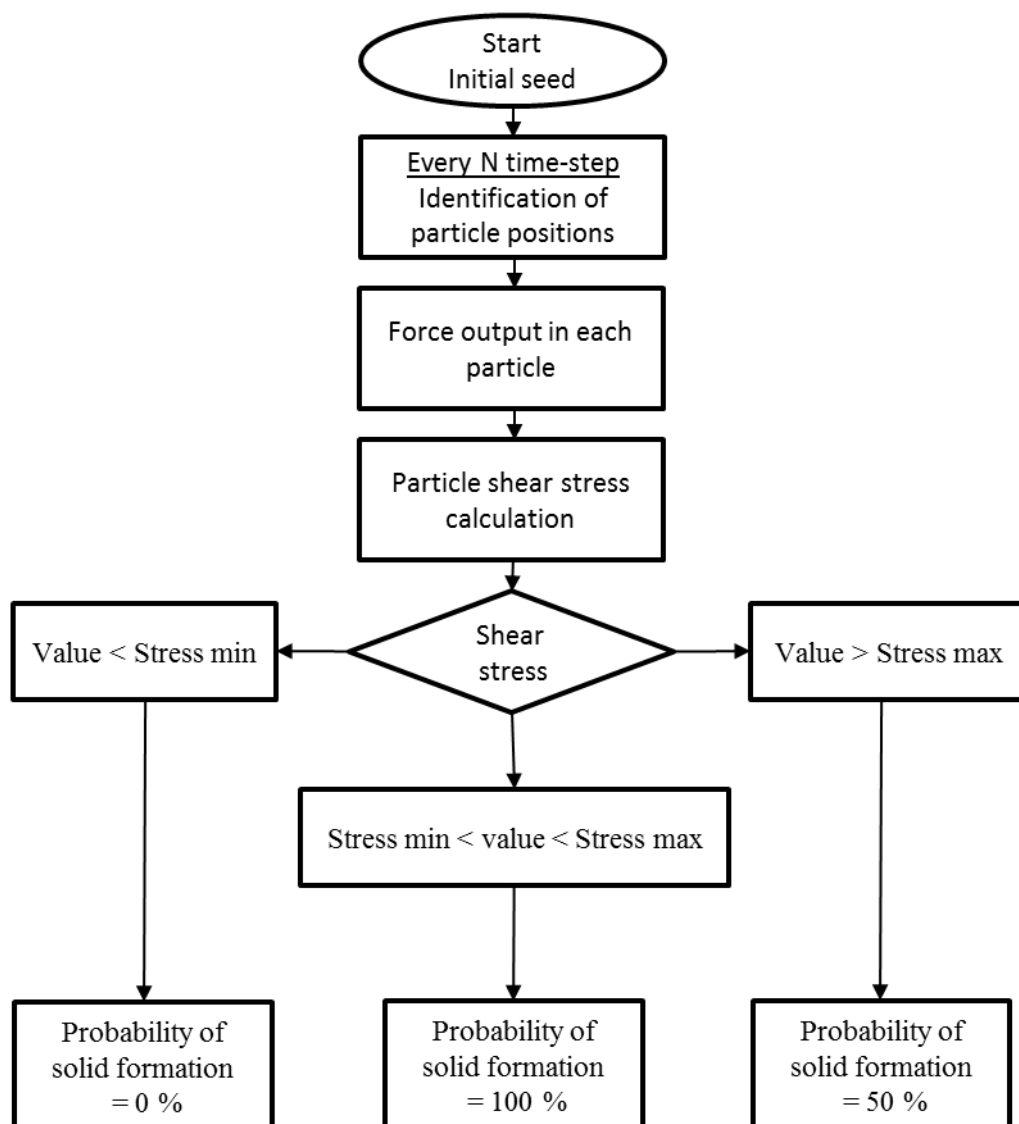 Start
Initial seed
Every N time-step
Identification of
particle positions
Force output in each
particle
Particle shear stress
calculation
Shear
stress
Value < Stress min
Value > Stress max
Stress min < value < Stress max
Probability of
solid formation
= 0 %
Probability of
solid formation
= 100 %
Probability of
solid formation
= 50 %